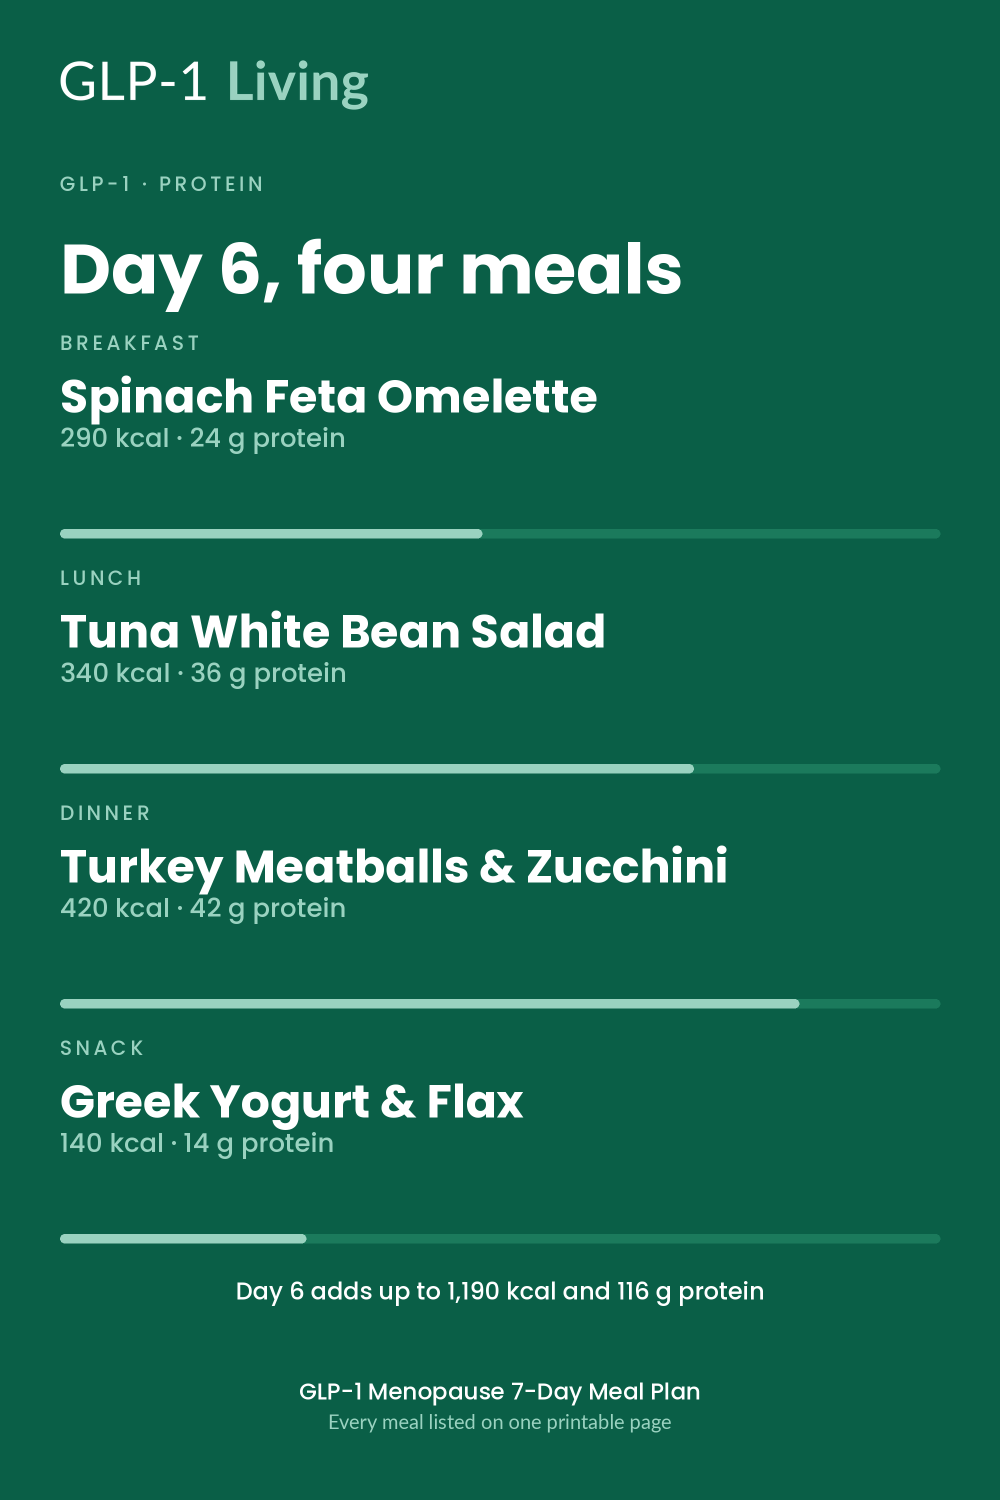 GLP-1 Living
GLP-1 · PROTEIN
Day 6, four meals
BREAKFAST
Spinach Feta Omelette
290 kcal · 24 g protein
LUNCH
Tuna White Bean Salad
340 kcal · 36 g protein
DINNER
Turkey Meatballs & Zucchini
420 kcal · 42 g protein
SNACK
Greek Yogurt & Flax
140 kcal · 14 g protein
Day 6 adds up to 1,190 kcal and 116 g protein
GLP-1 Menopause 7-Day Meal Plan
Every meal listed on one printable page